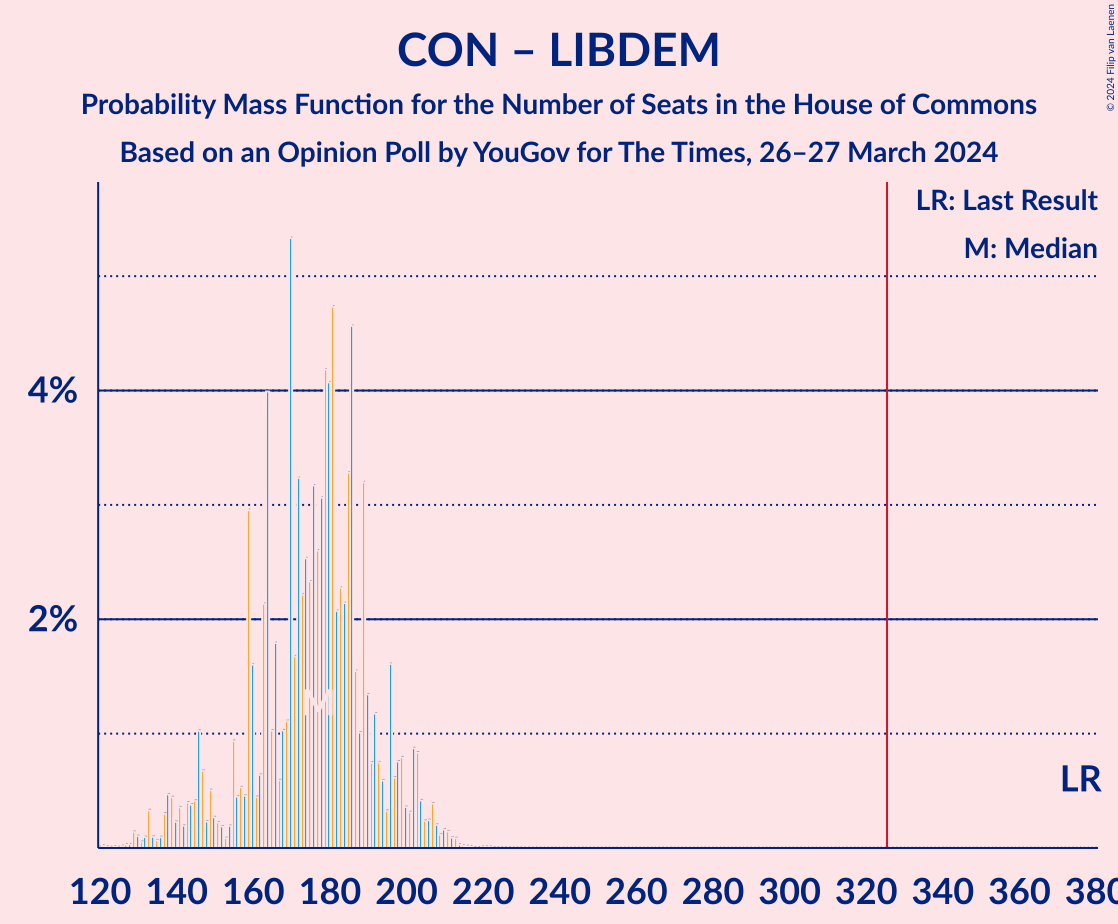 CON – LIBDEM
Probability Mass Function for the Number of Seats in the House of Commons
Based on an Opinion Poll by YouGov for The Times, 26–27 March 2024
© 2024 Filip van Laenen
LR: Last Result
M: Median
4%
2%
M
LR
120 140 160 180 200 220 240 260 280 300 320 340 360 380